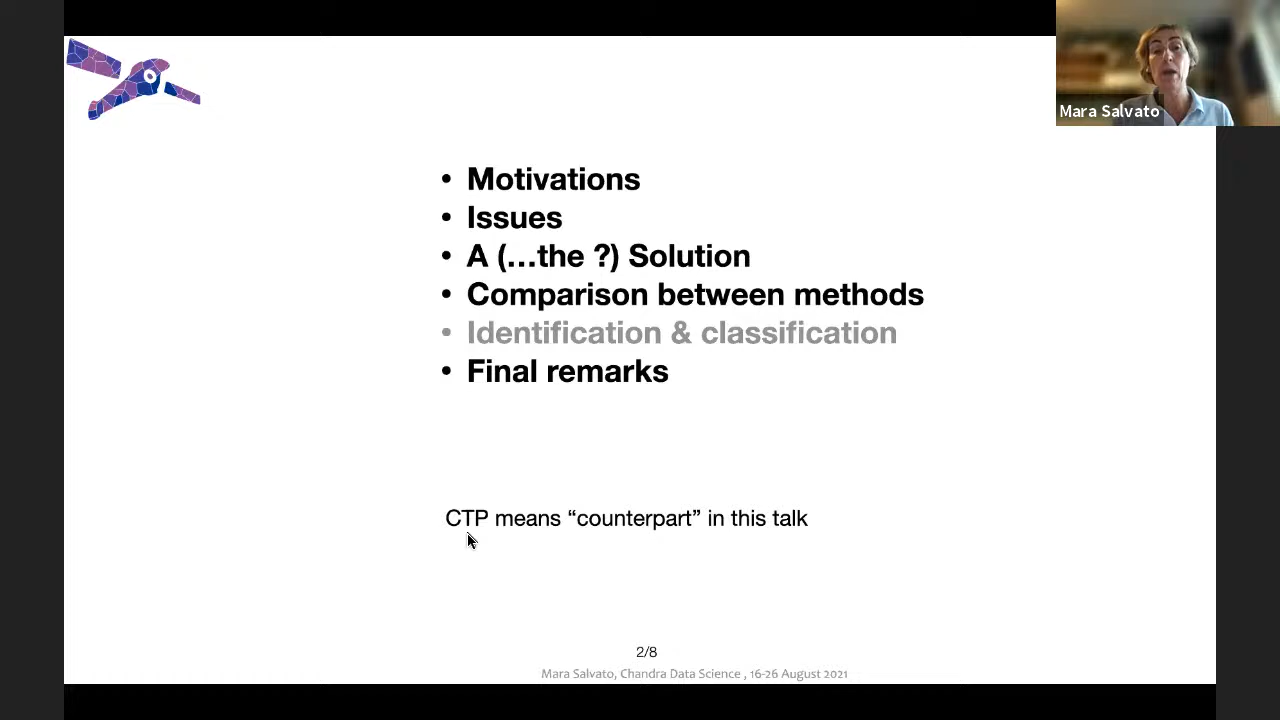 Mara Salvato
• Motivations
• Issues
• A (...the ?) Solution
• Comparison between methods
• Identification & classification
• Final remarks
CTP means “counterpart” in this talk
2/8
Mara Salvato, Chandra Data Science , 16-26 August 2021